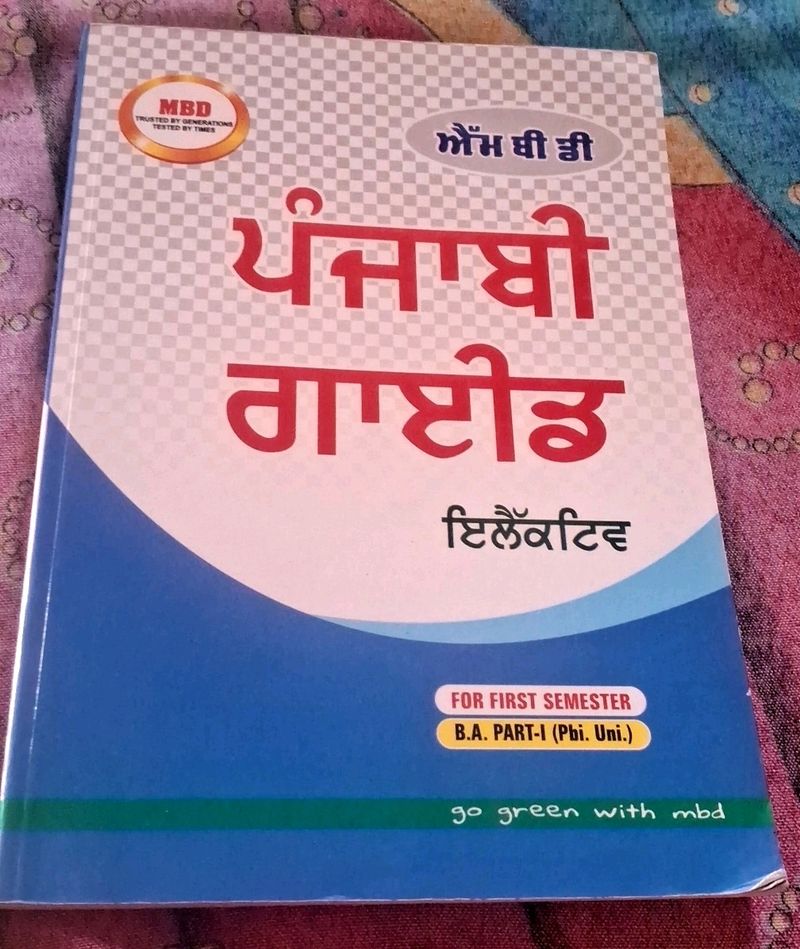 MBD
TRUSTED BY GENERATIONS
TESTED BY TIMES
ਐੱਮ ਬੀ ਡੀ
ਪੰਜਾਬੀ
ਗਾਈਡ
ਇਲੈੱਕਟਿਵ
FOR FIRST SEMESTER
B.A. PART-I (Pbi. Uni.)
go green with mbd